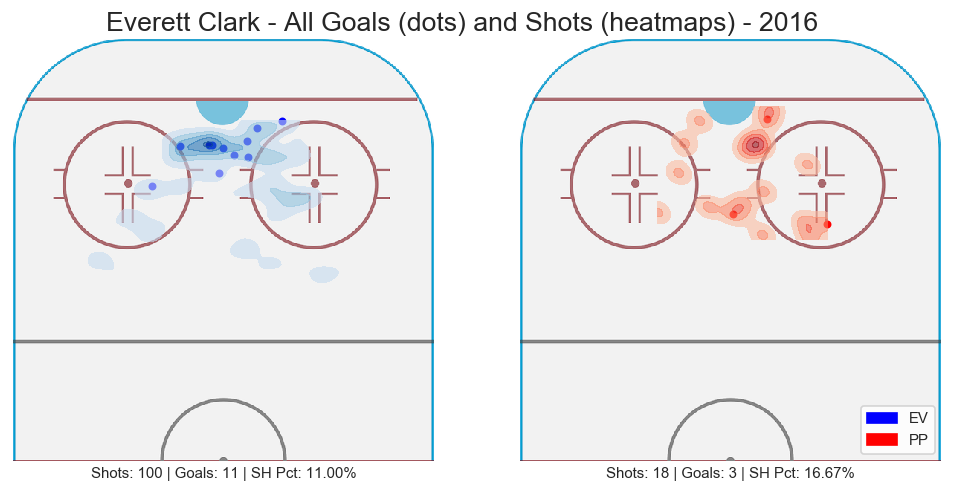 Everett Clark - All Goals (dots) and Shots (heatmaps) - 2016
EV
PP
Shots: 100 | Goals: 11 | SH Pct: 11.00%
Shots: 18 | Goals: 3 | SH Pct: 16.67%